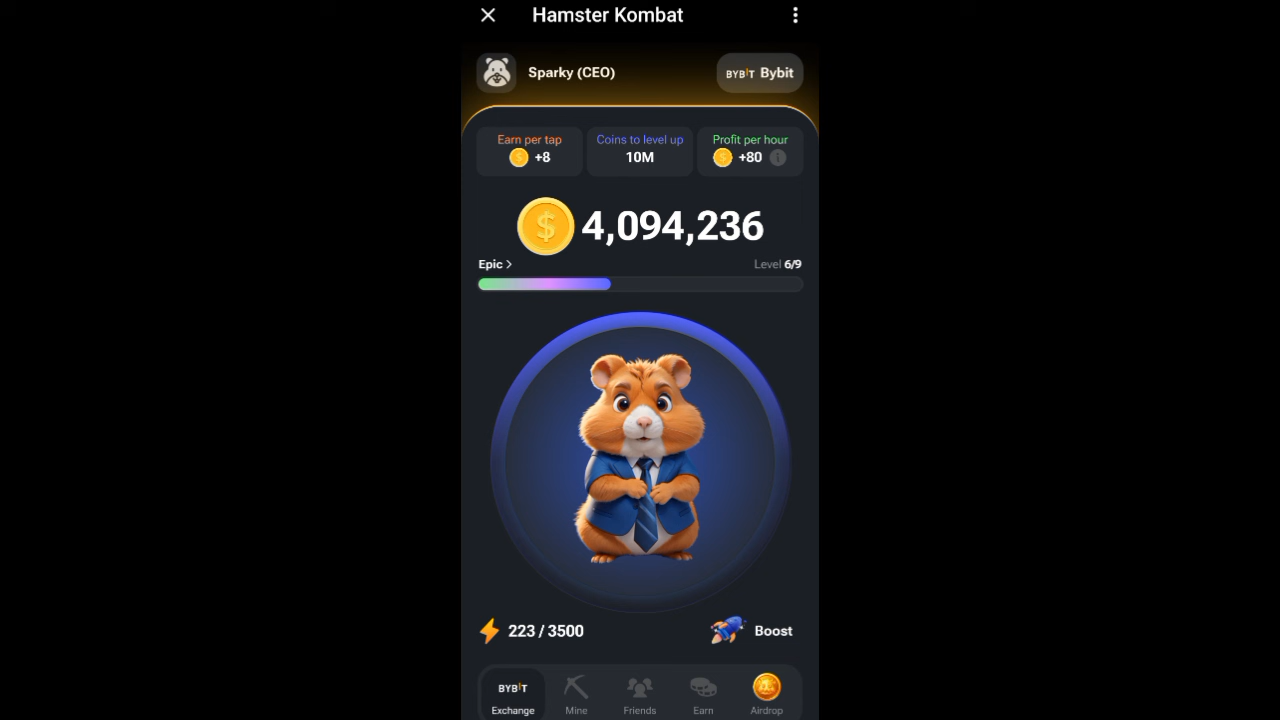 Hamster Kombat
Sparky (CEO)
BYBIT Bybit
Earn per tap
+8
Coins to level up
10M
Profit per hour
+80
4,094,236
Epic >
Level 6/9
223 / 3500
Boost
BYBIT
Exchange
Mine
Friends
Earn
Airdrop